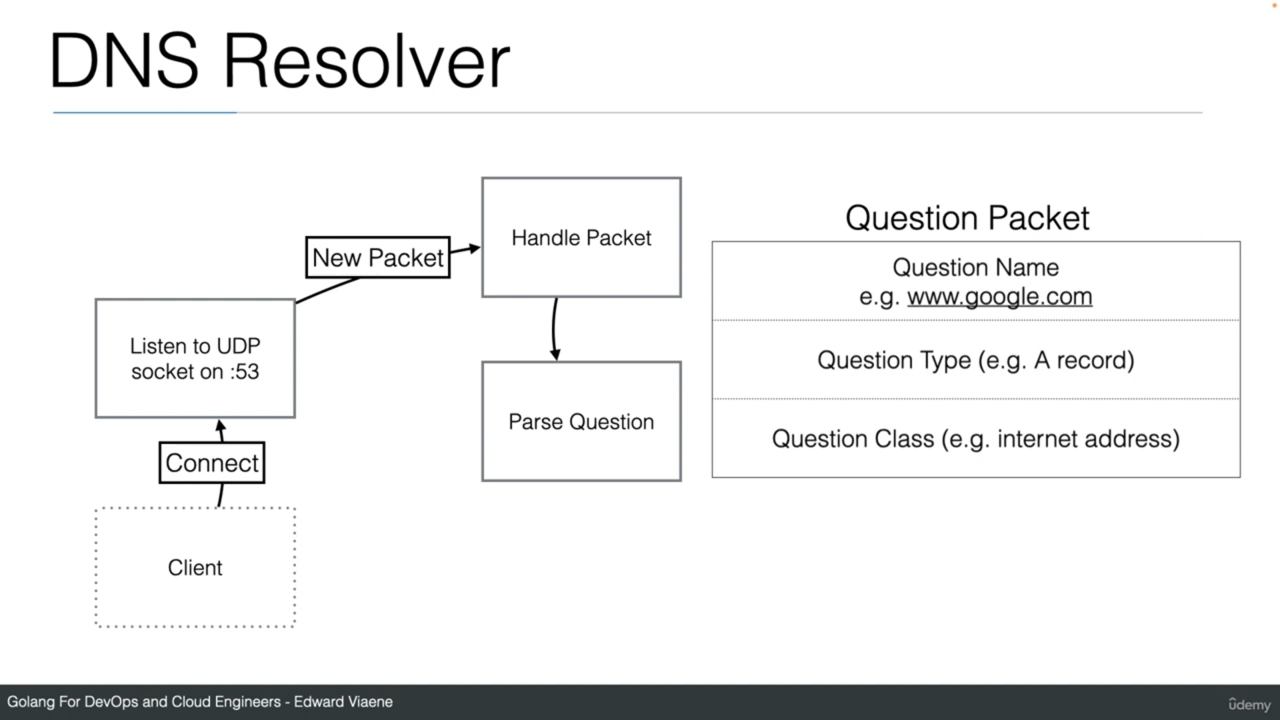 DNS Resolver
Handle Packet
New Packet
Listen to UDP
socket on :53
Connect
Client
Parse Question
Question Packet
Question Name
e.g. www.google.com
Question Type (e.g. A record)
Question Class (e.g. internet address)
Golang For DevOps and Cloud Engineers - Edward Viaene
ûdemy